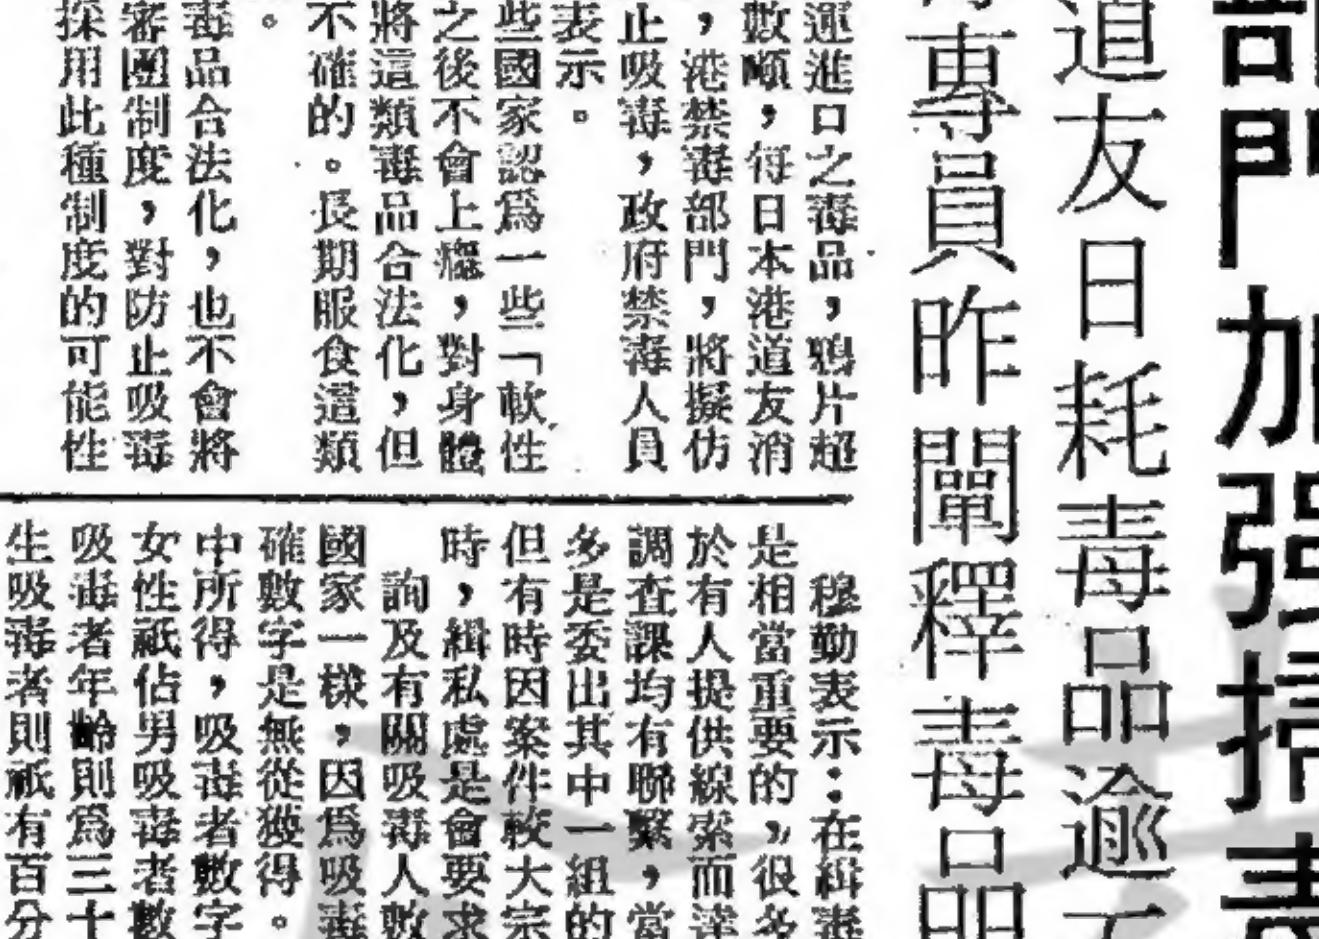 部門加强掃毒
道友日耗毒品逾
專員昨闡釋毒品
運進口之毒品，鴉片超
數順，每日本港道友消
，港禁毒部門，將擬仿
止吸毒，政府禁毒人員
表示。
些國家認爲一些「軟性
之後不會上癮，對身體
將這類毒品合法化，但
不確的。長期服食這類
。
毒品合法化，也不會將
審團制度，對防止吸毒
採用此種制度的可能性
穆勤表示：在緝毒
是相當重要的，很多
於有人提供線索而達
調查課均有聯繫，當
多是委出其中一組的
但有時因案件較大宗
時，緝私處是會要求
詢及有關吸毒人數
國家一樣，因爲吸毒
確數字是無從獲得。
中所得，吸毒者數字
女性祇佔男吸毒者數
吸毒者年齡則爲三十
生吸毒者則祇有百分